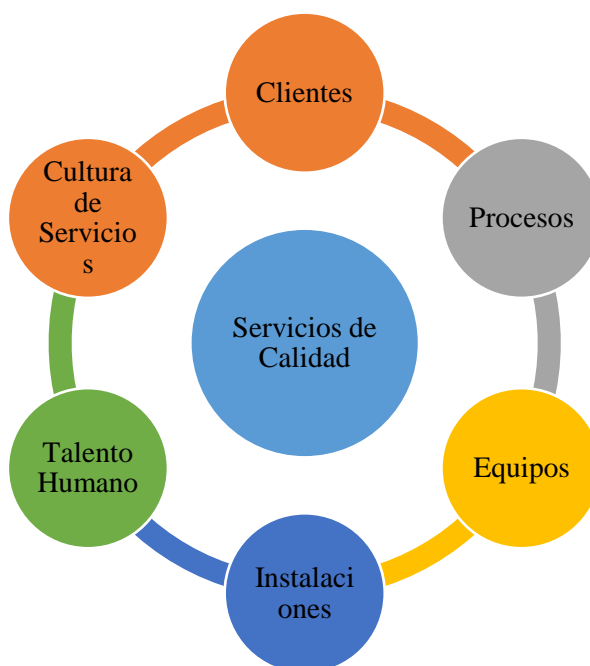 Clientes
Procesos
Equipos
Instalaci
ones
Talento
Humano
Cultura
de
Servicio
s
Servicios de
Calidad